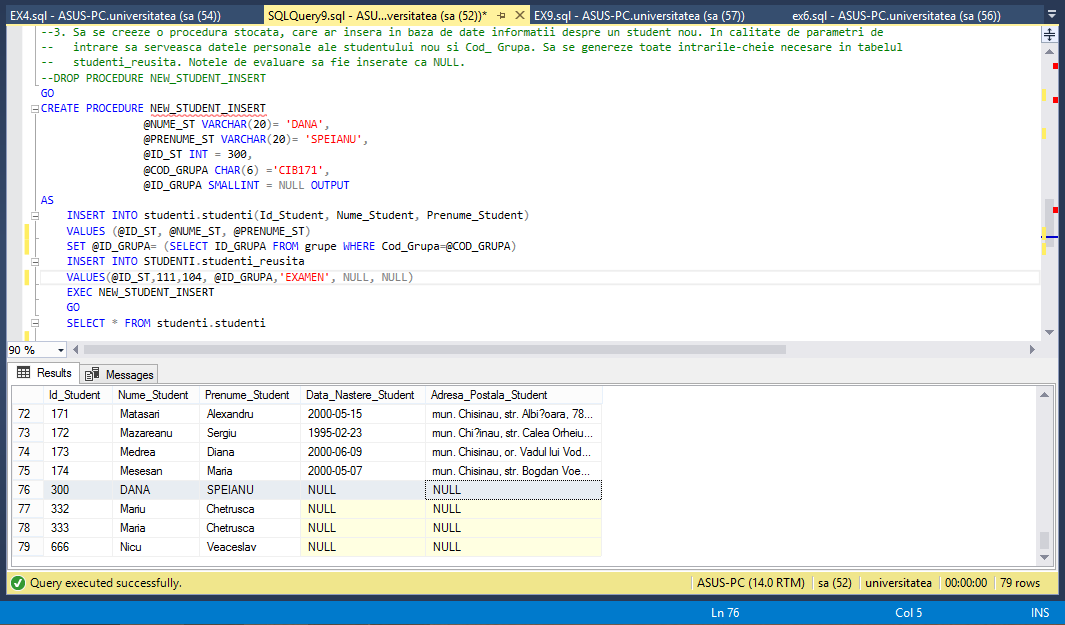 EX4.sql - ASUS-PC.universitatea (sa (54))
SQLQuery9.sql - ASU...versitatea (sa (52))*
EX9.sql - ASUS-PC.universitatea (sa (57))
ex6.sql - ASUS-PC.universitatea (sa (56))
--3. Sa se creeze o procedura stocata, care ar insera in baza de date informatii despre un student nou. In calitate de parametri de
--   intrare sa serveasca datele personale ale studentului nou si Cod_ Grupa. Sa se genereze toate intrarile-cheie necesare in tabelul
--   studenti_reusita. Notele de evaluare sa fie inserate ca NULL.
--DROP PROCEDURE NEW_STUDENT_INSERT
GO
CREATE PROCEDURE NEW_STUDENT_INSERT
@NUME_ST VARCHAR(20)= 'DANA',
@PRENUME_ST VARCHAR(20)= 'SPEIANU',
@ID_ST INT = 300,
@COD_GRUPA CHAR(6) ='CIB171',
@ID_GRUPA SMALLINT = NULL OUTPUT
AS
INSERT INTO studenti.studenti(Id_Student, Nume_Student, Prenume_Student)
VALUES (@ID_ST, @NUME_ST, @PRENUME_ST)
SET @ID_GRUPA= (SELECT ID_GRUPA FROM grupe WHERE Cod_Grupa=@COD_GRUPA)
INSERT INTO STUDENTI.studenti_reusita
VALUES(@ID_ST,111,104, @ID_GRUPA,'EXAMEN', NULL, NULL)
EXEC NEW_STUDENT_INSERT
GO
SELECT * FROM studenti.studenti
90 %
Results Messages
Id_Student Nume_Student Prenume_Student Data_Nastere_Student Adresa_Postala_Student
72 171 Matasari Alexandru 2000-05-15 mun. Chisinau, str. Albi?oara, 78...
73 172 Mazareanu Sergiu 1995-02-23 mun. Chi?inau, str. Calea Orheiu...
74 173 Medrea Diana 2000-06-09 mun. Chisinau, or. Vadul lui Vod...
75 174 Mesesan Maria 2000-05-07 mun. Chisinau, str. Bogdan Voe...
76 300 DANA SPEIANU NULL NULL
77 332 Mariu Chetrusca NULL NULL
78 333 Maria Chetrusca NULL NULL
79 666 Nicu Veaceslav NULL NULL
Query executed successfully. ASUS-PC (14.0 RTM) sa (52) universitatea 00:00:00 79 rows
Ln 76 Col 5 INS